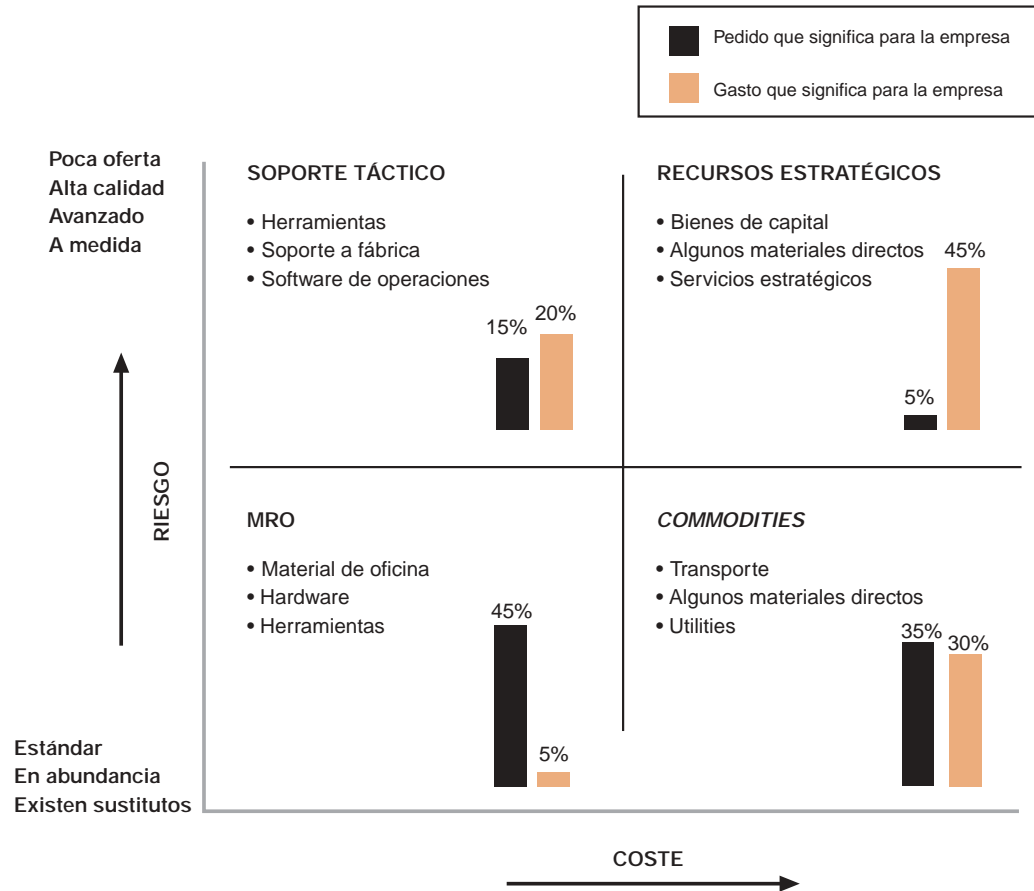 Pedido que significa para la empresa
Gasto que significa para la empresa
Poca oferta
Alta calidad
Avanzado
A medida
SOPORTE TÁCTICO
• Herramientas
• Soporte a fábrica
• Software de operaciones
15%
20%
RECURSOS ESTRATÉGICOS
• Bienes de capital
• Algunos materiales directos
• Servicios estratégicos
45%
5%
RIESGO
MRO
• Material de oficina
• Hardware
• Herramientas
45%
5%
COMMODITIES
• Transporte
• Algunos materiales directos
• Utilities
35%
30%
Estándar
En abundancia
Existen sustitutos
COSTE